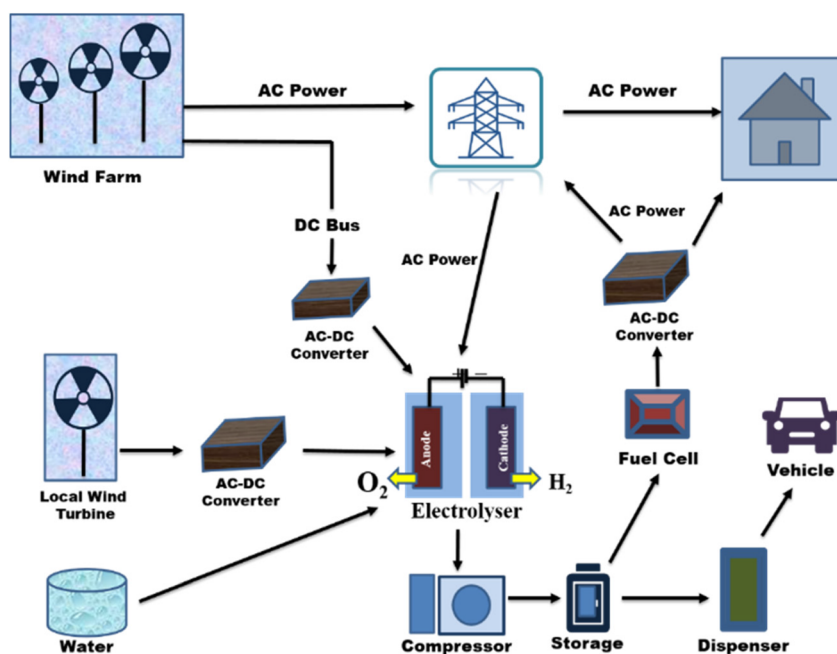 AC Power
AC Power
Wind Farm
DC Bus
AC Power
AC Power
AC-DC
Converter
AC-DC
Converter
Anode
Cathode
Fuel Cell
Vehicle
Local Wind
Turbine
AC-DC
Converter
O2
H2
Electrolyser
Water
Compressor
Storage
Dispenser